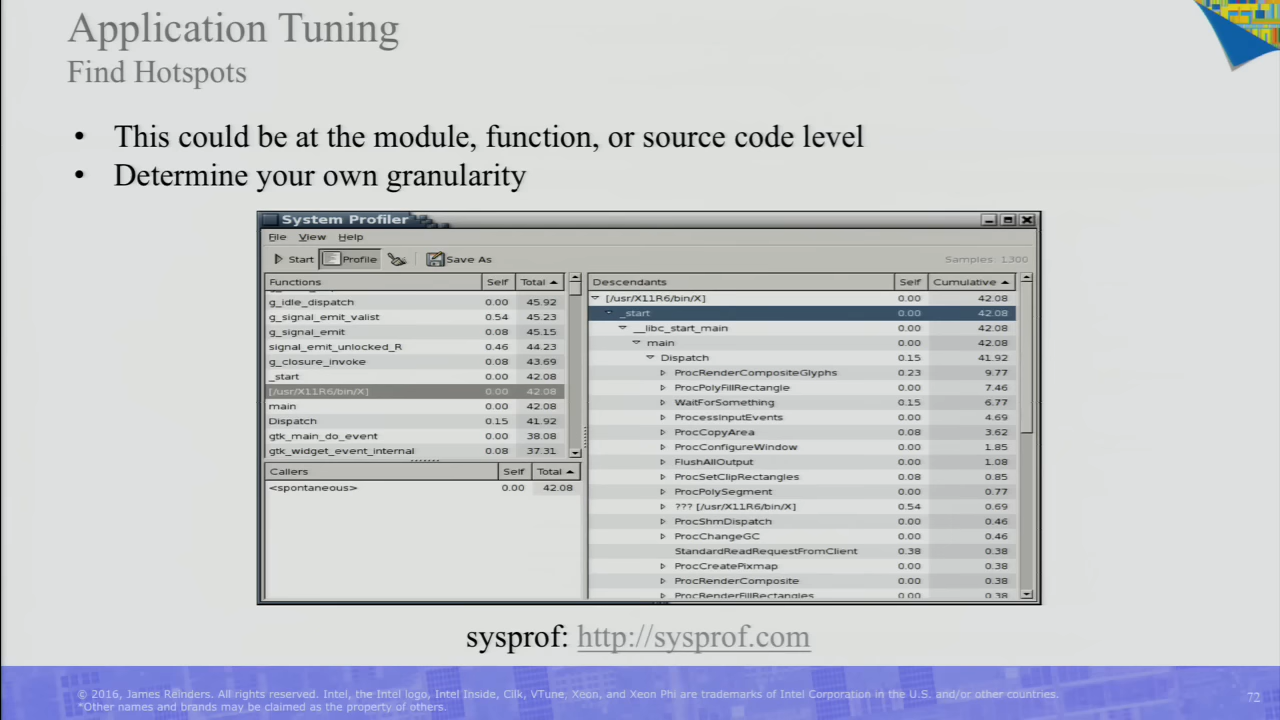 Application Tuning
Find Hotspots
• This could be at the module, function, or source code level
• Determine your own granularity
System Profiler
File View Help
Start Profile Save As Samples: 1300
Functions Self Total
g_idle_dispatch 0.00 45.92
g_signal_emit_valist 0.54 45.23
g_signal_emit 0.08 45.15
signal_emit_unlocked_R 0.46 44.23
g_closure_invoke 0.08 43.69
_start 0.00 42.08
[/usr/X11R6/bin/X] 0.00 42.08
main 0.00 42.08
Dispatch 0.15 41.92
gtk_main_do_event 0.00 38.08
gtk_widget_event_internal 0.08 37.31
Callers Self Total
<spontaneous> 0.00 42.08
Descendants Self Cumulative
[/usr/X11R6/bin/X] 0.00 42.08
_start 0.00 42.08
__libc_start_main 0.00 42.08
main 0.00 42.08
Dispatch 0.15 41.92
ProcRenderCompositeGlyphs 0.23 9.77
ProcPolyFillRectangle 0.00 7.46
WaitForSomething 0.15 6.77
ProcessInputEvents 0.00 4.69
ProcCopyArea 0.08 3.62
ProcConfigureWindow 0.00 1.85
FlushAllOutput 0.00 1.08
ProcSetClipRectangles 0.08 0.85
ProcPolySegment 0.00 0.77
??? [/usr/X11R6/bin/X] 0.54 0.69
ProcShmDispatch 0.00 0.46
ProcChangeGC 0.00 0.46
StandardReadRequestFromClient 0.38 0.38
ProcCreatePixmap 0.00 0.38
ProcRenderComposite 0.00 0.38
ProcRenderFillRectangles 0.00 0.38
sysprof: http://sysprof.com
© 2016, James Reinders. All rights reserved. Intel, the Intel logo, Intel Inside, Cilk, VTune, Xeon, and Xeon Phi are trademarks of Intel Corporation in the U.S. and/or other countries.
*Other names and brands may be claimed as the property of others.
72